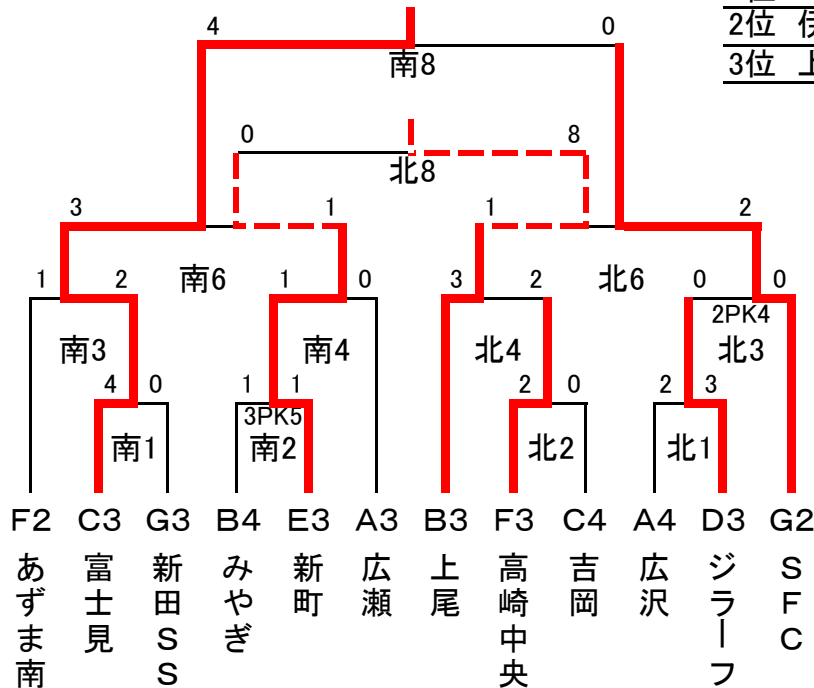 4 0
2位 伊
南8
3位 上
0 8
北8
3 1 1 2
南6 北6
1 2 1 0 3 2 0 0
2PK4
南3 南4 北4 北3
4 0 1 1 2 0 2 3
3PK5
南1 南2 北2 北1
F2 C3 G3 B4 E3 A3 B3 F3 C4 A4 D3 G2
あずま南
富士見
新田SS
みやぎ
新町
広瀬
上尾
高崎中央
吉岡
広沢
ジラーフ
SFC